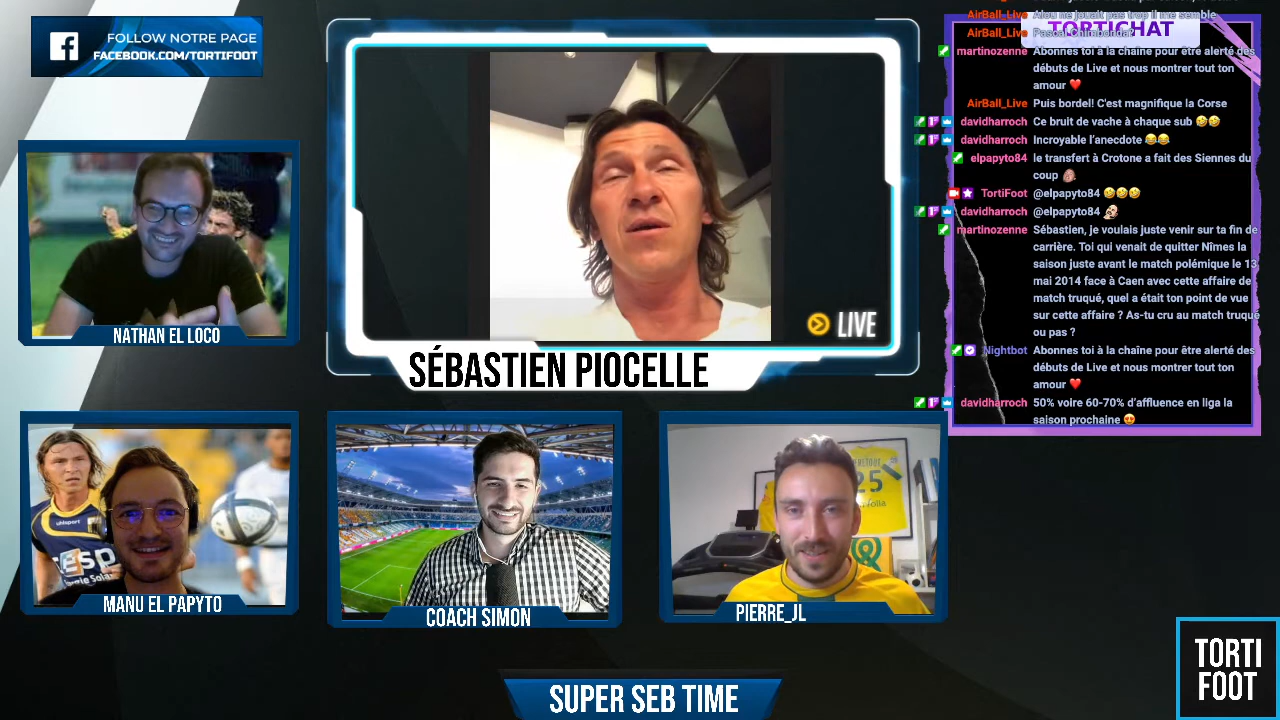 FOLLOW NOTRE PAGE
FACEBOOK.COM/TORTIFOOT
NATHAN EL LOCO
LIVE
SÉBASTIEN PIOCELLE
uhlsport
MANU EL PAPYTO
COACH SIMON
25
PIERRE_JL
SUPER SEB TIME
TORTI
FOOT
TORTICHAT
AirBall_Live
AirBall_Live
martinozenne Abonnes toi à la chaîne pour être alerté des
débuts de Live et nous montrer tout ton
amour ❤️
AirBall_Live Puis bordel! C'est magnifique la Corse
davidharroch Ce bruit de vache à chaque sub 🤣🤣
davidharroch Incroyable l'anecdote 😂😂
elpapyto84 le transfert à Crotone a fait des Siennes du
coup
TortiFoot @elpapyto84 🤣🤣🤣
davidharroch @elpapyto84
martinozenne Sébastien, je voulais juste venir sur ta fin de
carrière. Toi qui venait de quitter Nîmes la
saison juste avant le match polémique le 13
mai 2014 face à Caen avec cette affaire de
match truqué, quel a était ton point de vue
sur cette affaire ? As-tu cru au match truqué
ou pas ?
Nightbot Abonnes toi à la chaîne pour être alerté des
débuts de Live et nous montrer tout ton
amour ❤️
davidharroch 50% voire 60-70% d'affluence en liga la
saison prochaine 😍